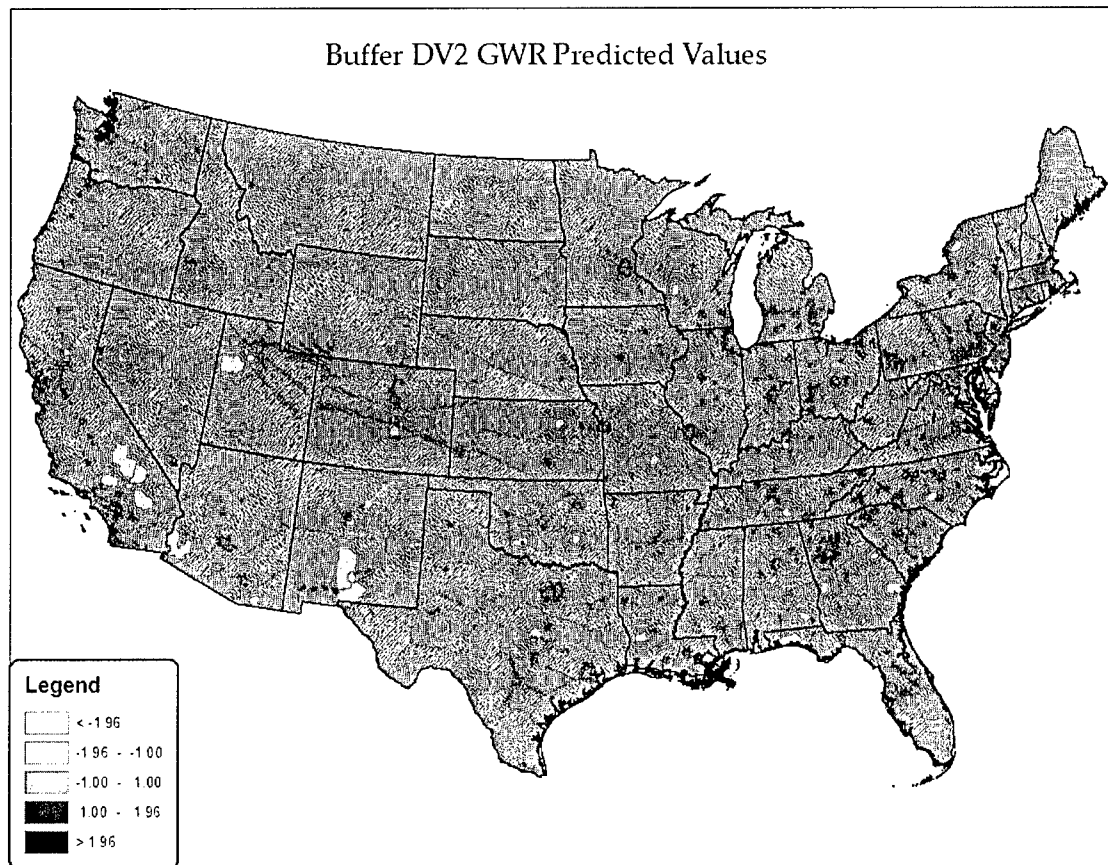 Buffer DV2 GWR Predicted Values
Legend
< -1 96
-1 96 - -1 00
-1 00 - 1 00
1 00 - 1 96
> 1 96